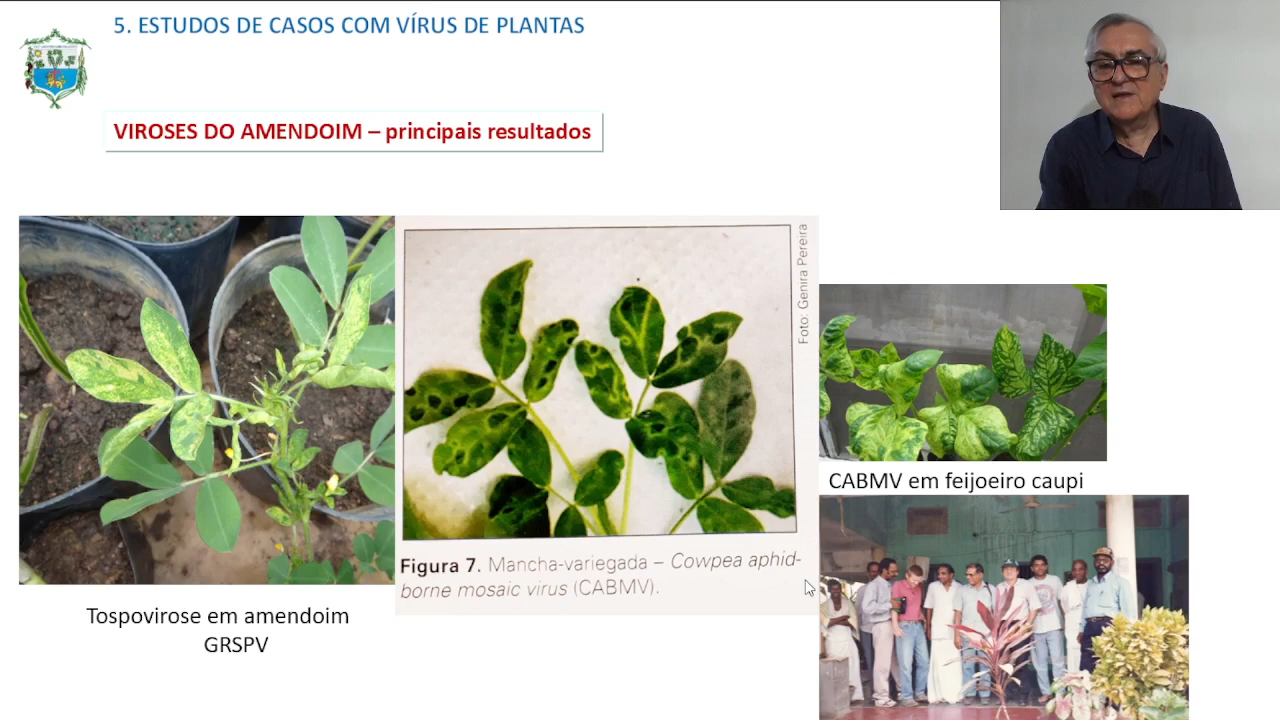 5. ESTUDOS DE CASOS COM VÍRUS DE PLANTAS
VIROSES DO AMENDOIM – principais resultados
Foto: Genira Pereira
Figura 7. Mancha-variegada – Cowpea aphid-
borne mosaic virus (CABMV).
Tospovirose em amendoim
GRSPV
CABMV em feijoeiro caupi